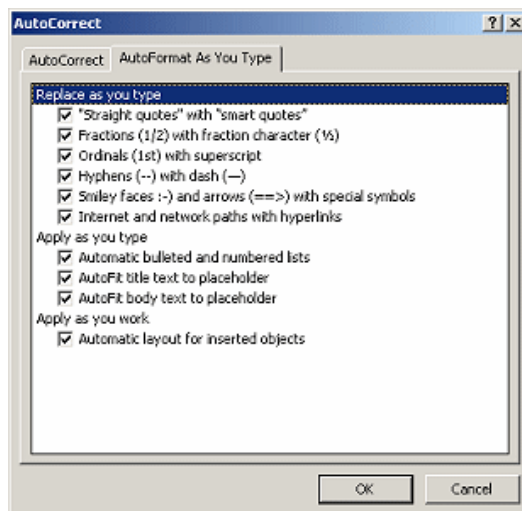 AutoCorrect
AutoCorrect
AutoFormat As You Type
Replace as you type
"Straight quotes" with "smart quotes"
Fractions (1/2) with fraction character (½)
Ordinals (1st) with superscript
Hyphens (--) with dash (—)
Smiley faces :-) and arrows (==>) with special symbols
Internet and network paths with hyperlinks
Apply as you type
Automatic bulleted and numbered lists
AutoFit title text to placeholder
AutoFit body text to placeholder
Apply as you work
Automatic layout for inserted objects
OK
Cancel